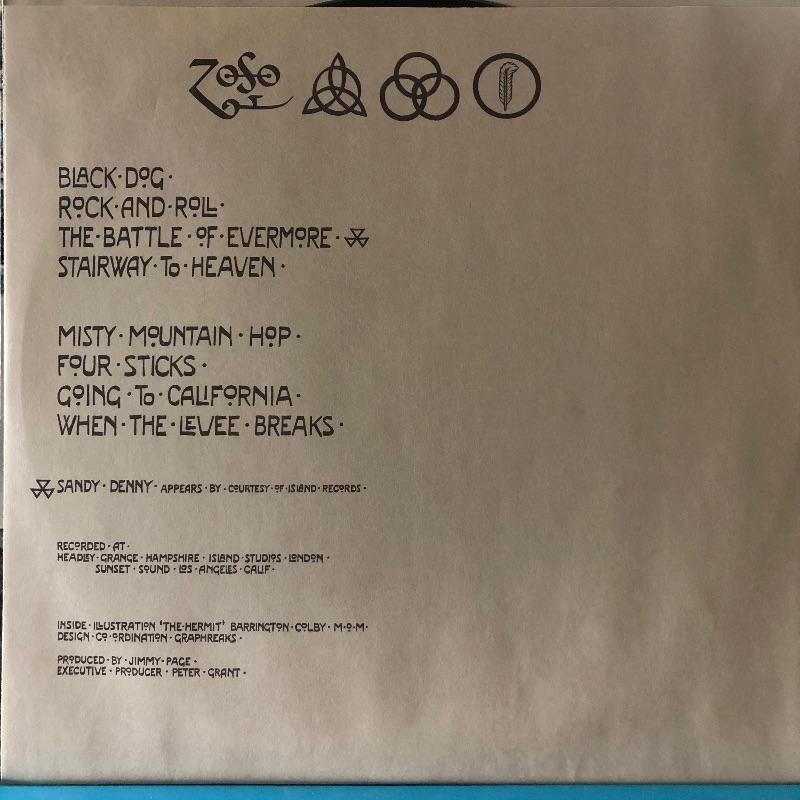 ZOSO
BLACK·DOG·
ROCK·AND·ROLL·
THE·BATTLE·OF·EVERMORE·
STAIRWAY·TO·HEAVEN·
MISTY·MOUNTAIN·HOP·
FOUR·STICKS·
GOING·TO·CALIFORNIA·
WHEN·THE·LEVEE·BREAKS·
SANDY·DENNY·APPEARS·BY·COURTESY·OF·ISLAND·RECORDS·
RECORDED·AT·
HEADLEY·GRANGE·HAMPSHIRE·ISLAND·STUDIOS·LONDON·
SUNSET·SOUND·LOS·ANGELES·CALIF·
INSIDE·ILLUSTRATION 'THE·HERMIT' BARRINGTON·COLBY·M·O·M·
DESIGN·CO·ORDINATION·GRAPHREAKS·
PRODUCED·BY·JIMMY·PAGE·
EXECUTIVE·PRODUCER·PETER·GRANT·